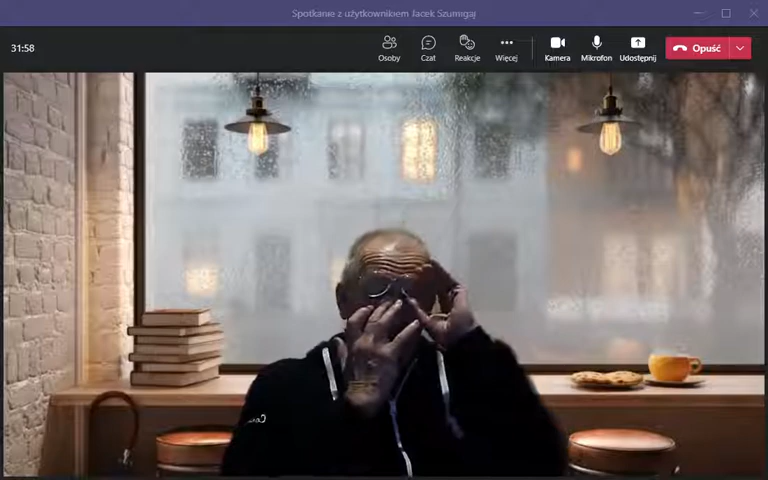 Spotkanie z użytkownikiem Jacek Szumigaj
31:58
Osoby
Czat
Reakcje
Więcej
Kamera
Mikrofon
Udostępnij
Opuść